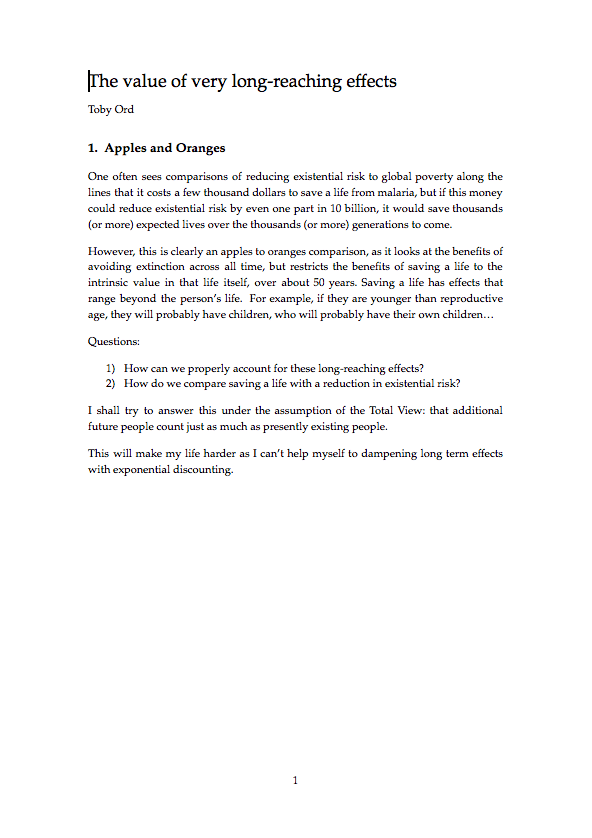 The value of very long-reaching effects
Toby Ord
1. Apples and Oranges
One often sees comparisons of reducing existential risk to global poverty along the
lines that it costs a few thousand dollars to save a life from malaria, but if this money
could reduce existential risk by even one part in 10 billion, it would save thousands
(or more) expected lives over the thousands (or more) generations to come.
However, this is clearly an apples to oranges comparison, as it looks at the benefits of
avoiding extinction across all time, but restricts the benefits of saving a life to the
intrinsic value in that life itself, over about 50 years. Saving a life has effects that
range beyond the person's life. For example, if they are younger than reproductive
age, they will probably have children, who will probably have their own children…
Questions:
1) How can we properly account for these long-reaching effects?
2) How do we compare saving a life with a reduction in existential risk?
I shall try to answer this under the assumption of the Total View: that additional
future people count just as much as presently existing people.
This will make my life harder as I can't help myself to dampening long term effects
with exponential discounting.
1